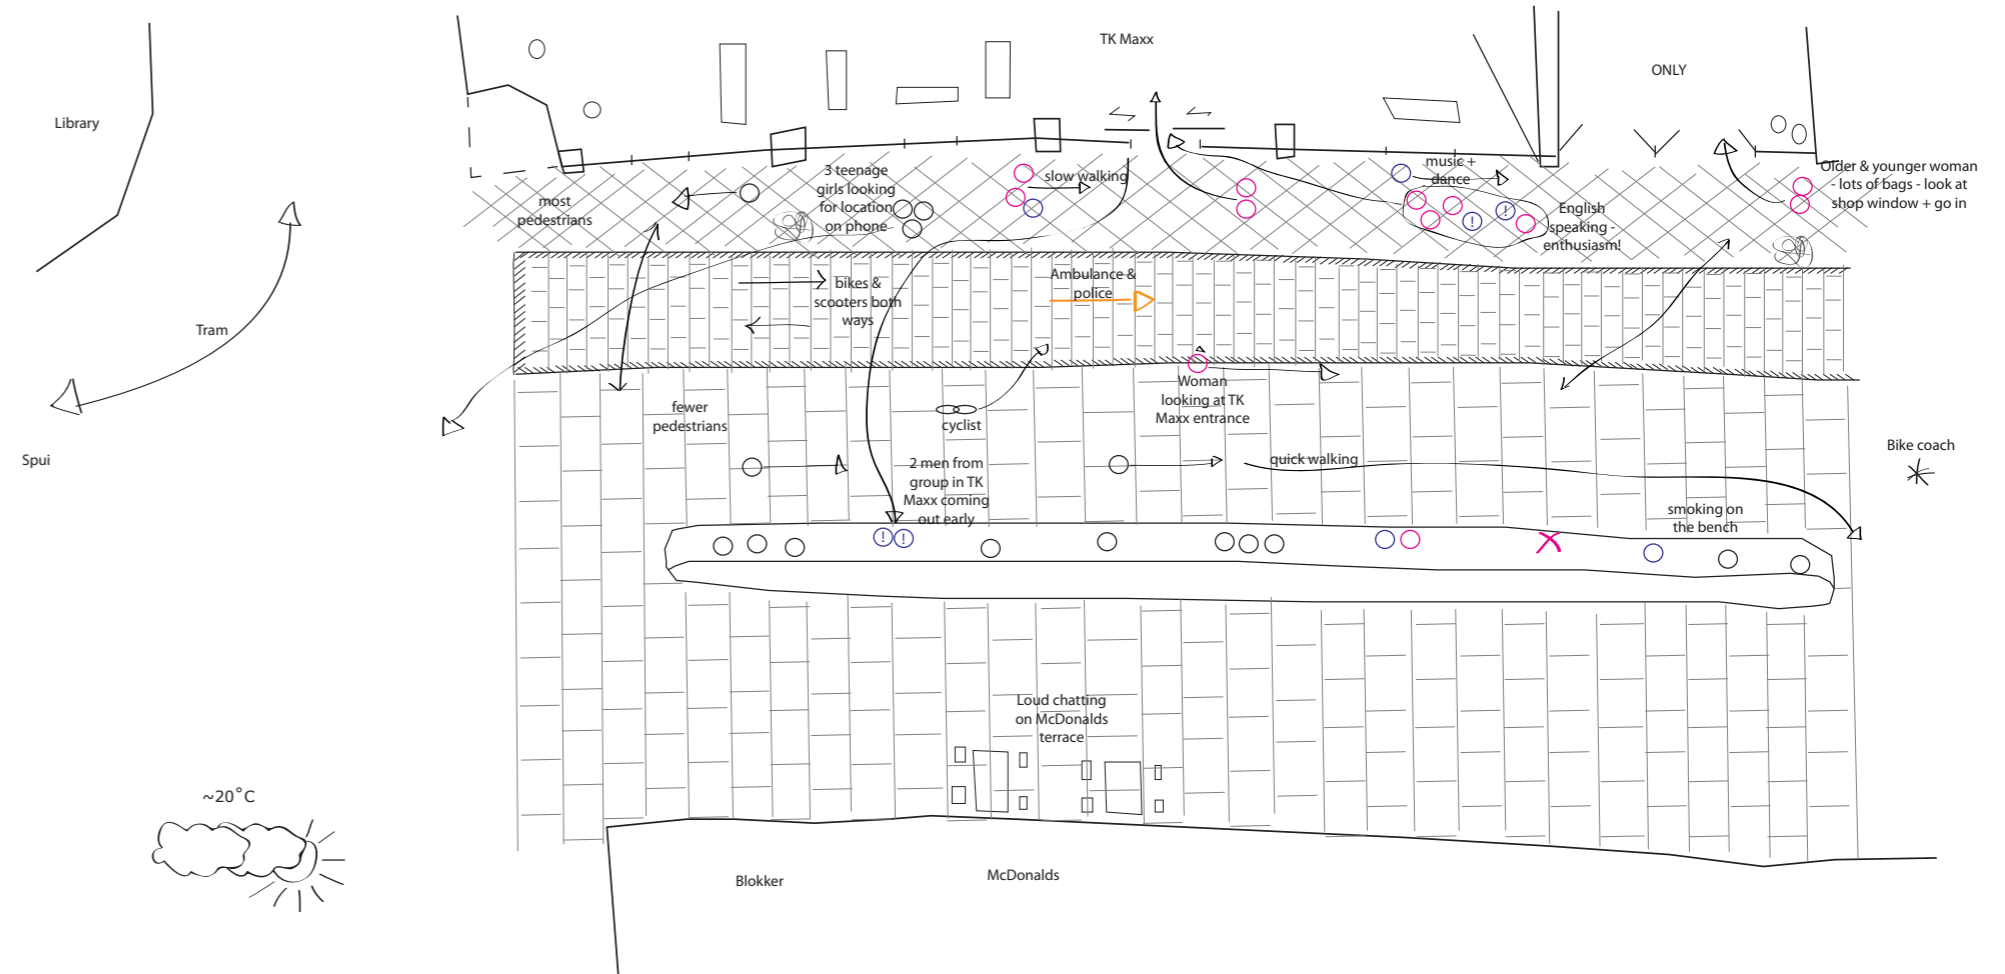 TK Maxx
ONLY
Library
most
pedestrians
3 teenage
girls looking
for location
on phone
slow walking
music +
dance
English
speaking -
enthusiasm!
Older & younger woman
- lots of bags - look at
shop window + go in
bikes &
scooters both
ways
Ambulance &
police
Tram
Spui
fewer
pedestrians
cyclist
Woman
looking at TK
Maxx entrance
2 men from
group in TK
Maxx coming
out early
quick walking
Bike coach
smoking on
the bench
! !
! !
Loud chatting
on McDonalds
terrace
~20°C
Blokker
McDonalds